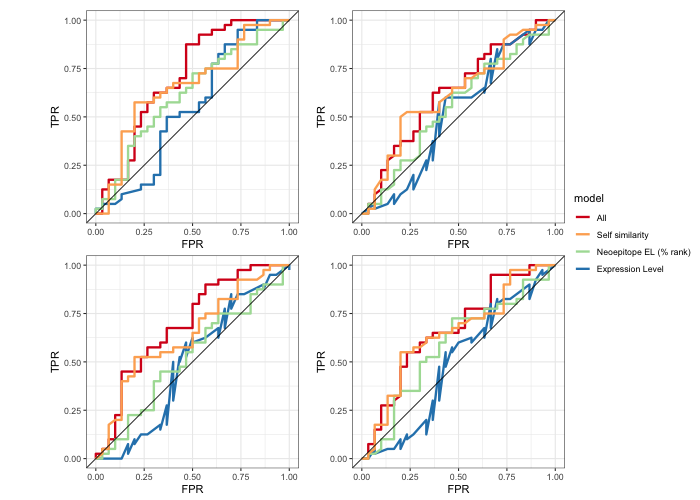 1.00
0.75
0.50
0.25
0.00
TPR
0.00 0.25 0.50 0.75 1.00
FPR
1.00
0.75
0.50
0.25
0.00
TPR
0.00 0.25 0.50 0.75 1.00
FPR
model
All
Self similarity
Neoepitope EL (% rank)
Expression Level
1.00
0.75
0.50
0.25
0.00
TPR
0.00 0.25 0.50 0.75 1.00
FPR
1.00
0.75
0.50
0.25
0.00
TPR
0.00 0.25 0.50 0.75 1.00
FPR